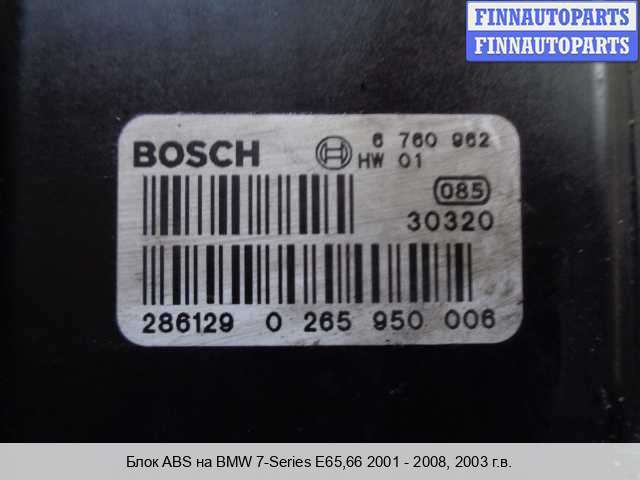 FINNAUTOPARTS
FINNAUTOPARTS
BOSCH
6 760 962
HW 01
085
30320
286129 0 265 950 006
Блок ABS на BMW 7-Series E65,66 2001 - 2008, 2003 г.в.